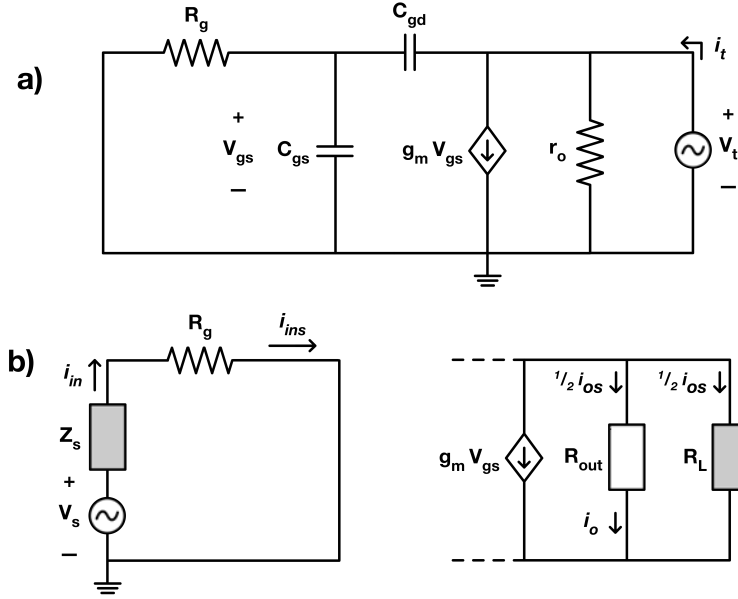 a)
R_g
C_gd
i_t
+
V_gs
−
C_gs
g_m V_gs
r_o
+
V_t
−
b)
R_g
i_ins
i_in
Z_s
+
V_s
−
1/2 i_os
1/2 i_os
g_m V_gs
R_out
R_L
i_o